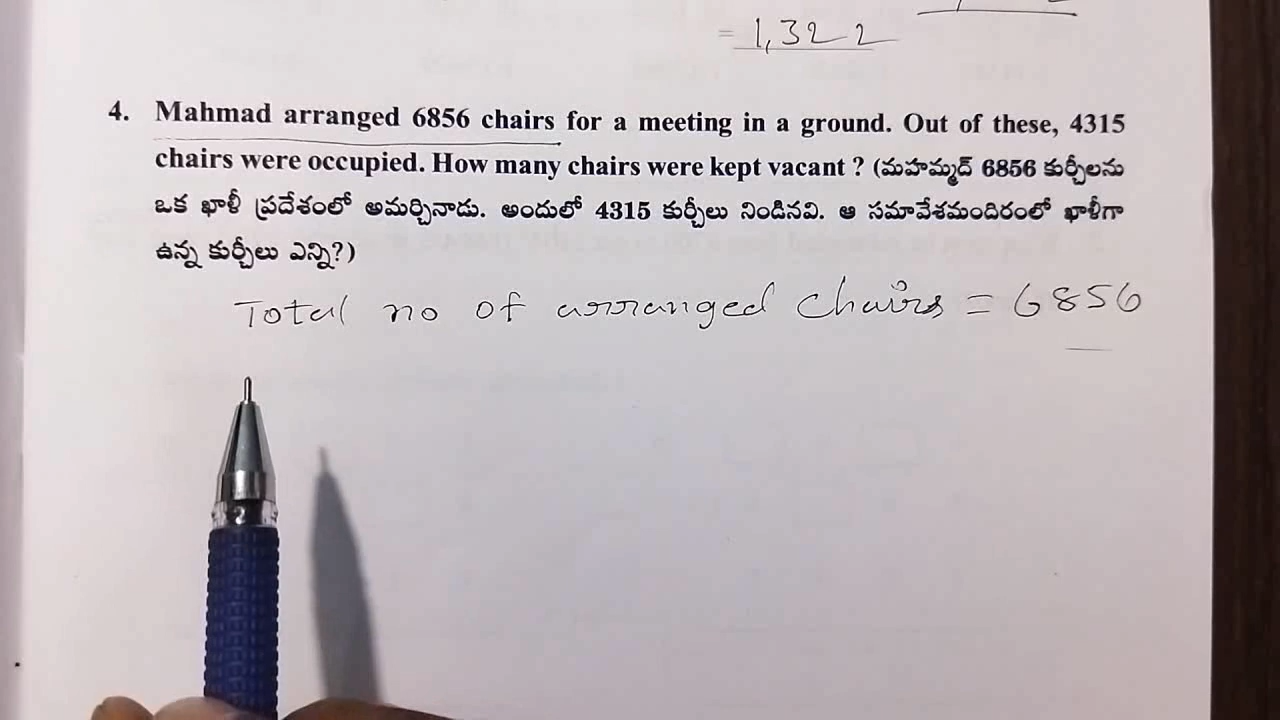 = 1,322
4. Mahmad arranged 6856 chairs for a meeting in a ground. Out of these, 4315
chairs were occupied. How many chairs were kept vacant ? (మహమ్మద్ 6856 కుర్చీలను
ఒక ఖాళీ ప్రదేశంలో అమర్చినాడు. అందులో 4315 కుర్చీలు నిండినవి. ఆ సమావేశమందిరంలో ఖాళీగా
ఉన్న కుర్చీలు ఎన్ని?)
Total no of arranged chairs = 6856